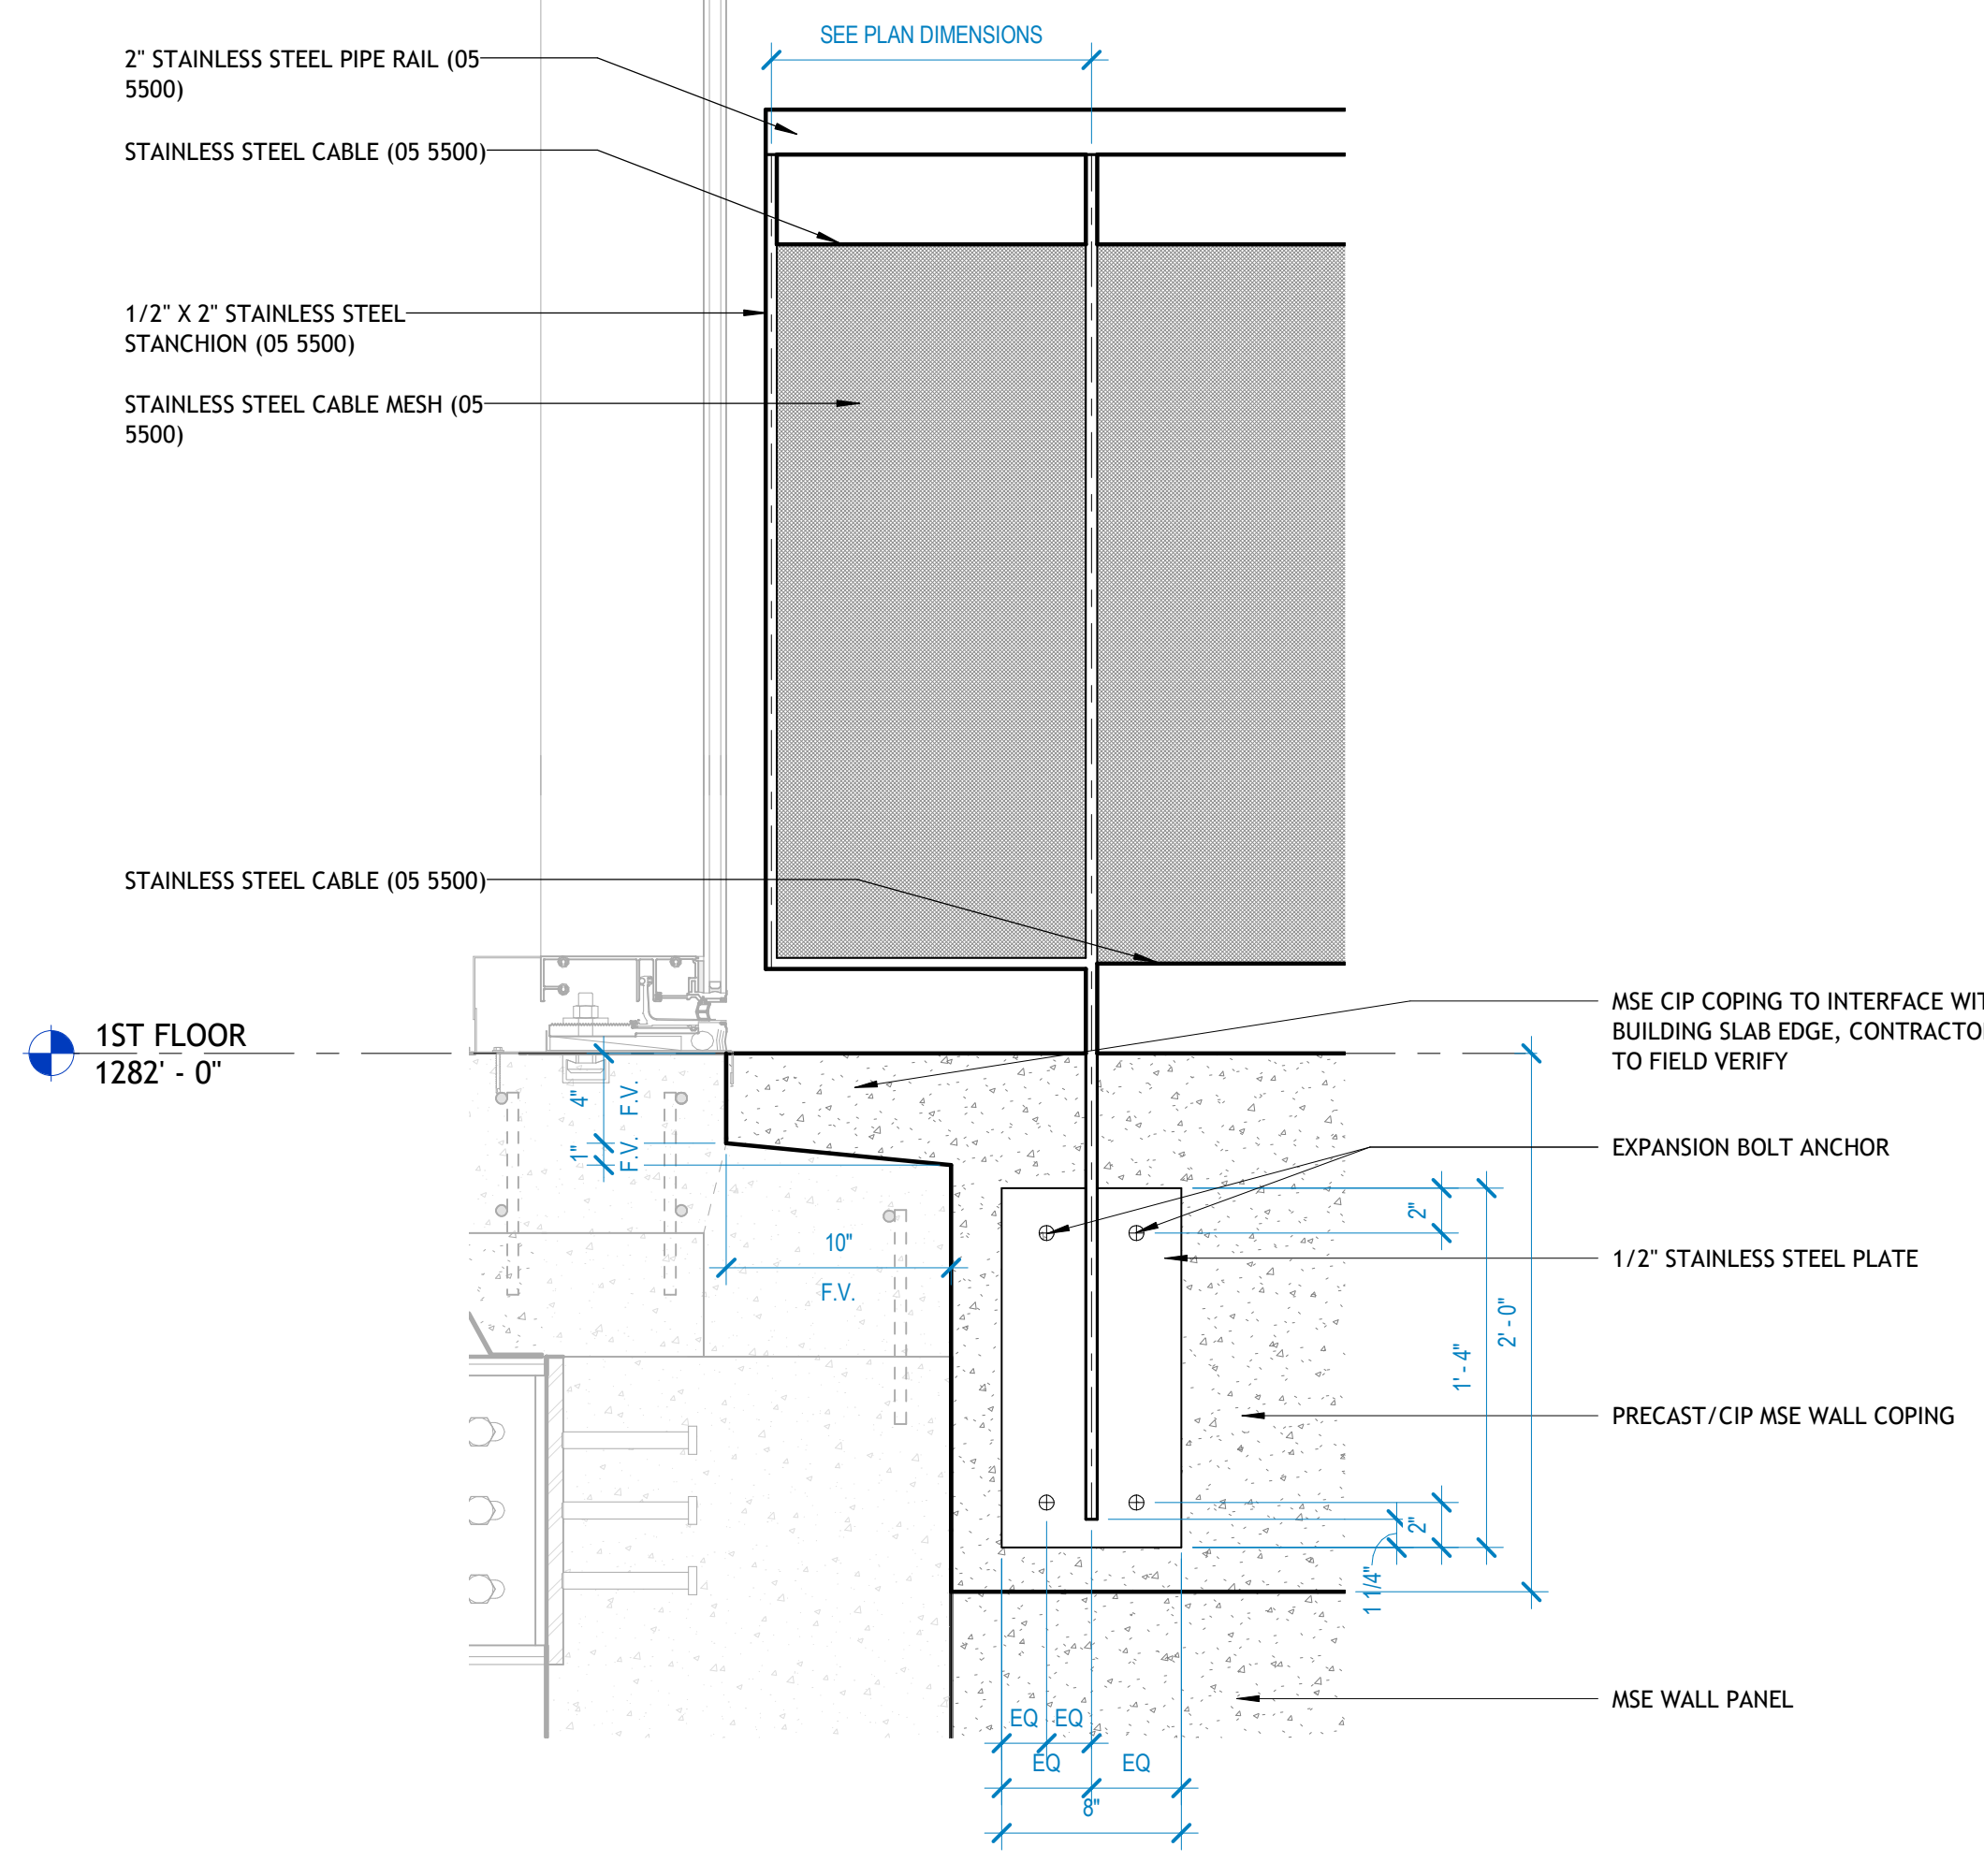 SEE PLAN DIMENSIONS
2" STAINLESS STEEL PIPE RAIL (05
5500)
STAINLESS STEEL CABLE (05 5500)
1/2" X 2" STAINLESS STEEL
STANCHION (05 5500)
STAINLESS STEEL CABLE MESH (05
5500)
STAINLESS STEEL CABLE (05 5500)
1ST FLOOR
1282' - 0"
MSE CIP COPING TO INTERFACE WIT
BUILDING SLAB EDGE, CONTRACTO
TO FIELD VERIFY
4"
F.V.
1"
F.V.
EXPANSION BOLT ANCHOR
2"
10"
F.V.
1/2" STAINLESS STEEL PLATE
2' - 0"
1' - 4"
PRECAST/CIP MSE WALL COPING
2"
1 1/4"
MSE WALL PANEL
EQ EQ
EQ EQ
8"